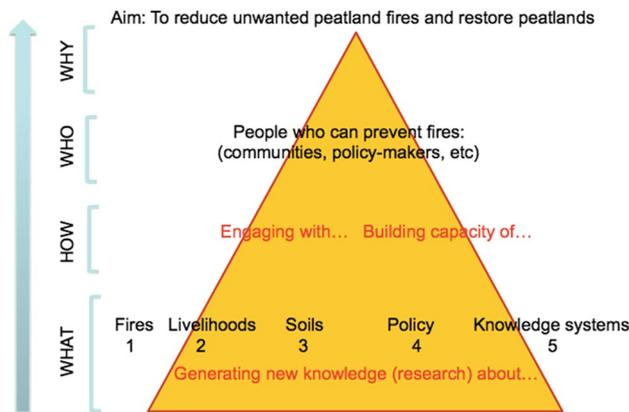 Aim: To reduce unwanted peatland fires and restore peatlands
WHY
WHO
People who can prevent fires:
(communities, policy-makers, etc)
HOW
Engaging with… Building capacity of…
WHAT
Fires Livelihoods Soils Policy Knowledge systems
1 2 3 4 5
Generating new knowledge (research) about…